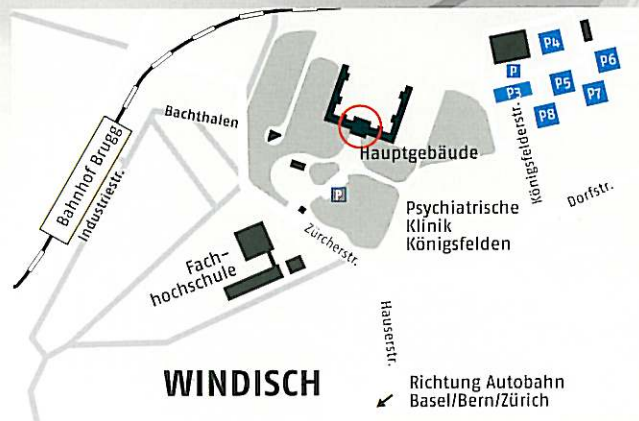 Bahnhof Brugg
Industriestr.
Bachthalen
Hauptgebäude
P
Psychiatrische
Klinik
Königsfelden
Zürcherstr.
Fach-
hochschule
Hauserstr.
WINDISCH
Richtung Autobahn
Basel/Bern/Zürich
Königsfelderstr.
Dorfstr.
P4
P
P6
P3
P5
P7
P8